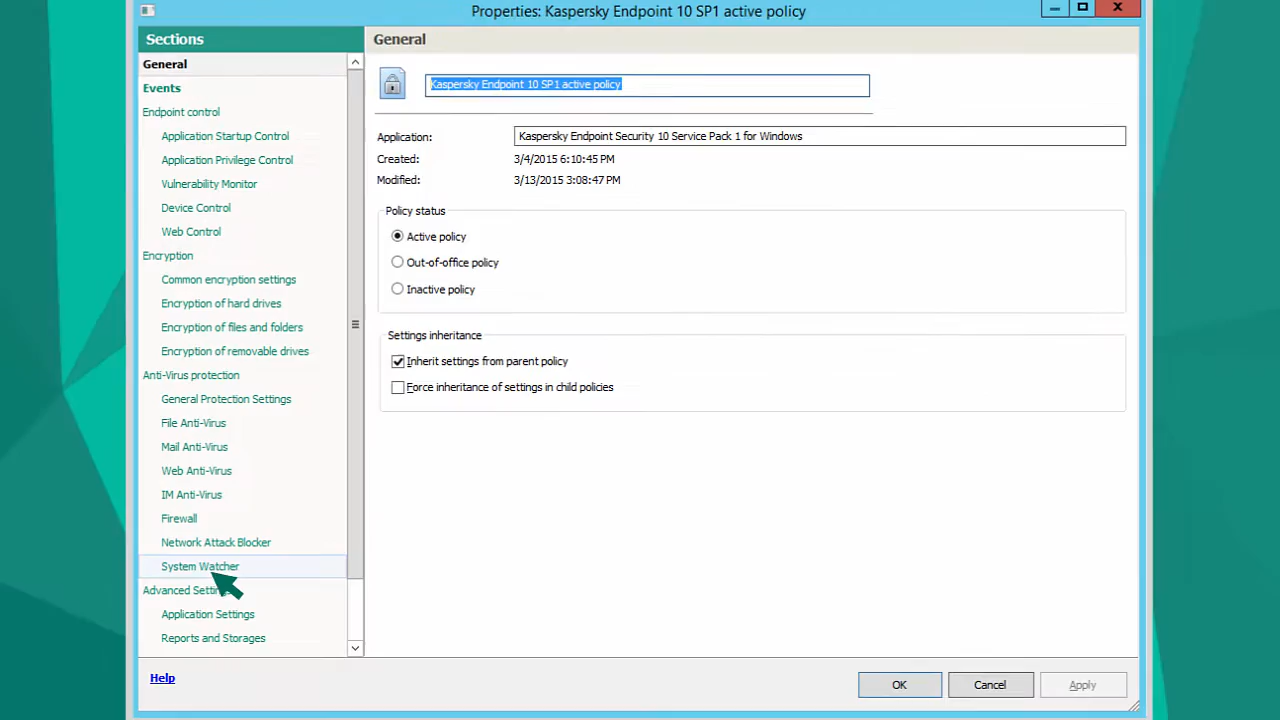 Properties: Kaspersky Endpoint 10 SP1 active policy
Sections
General
Events
Endpoint control
Application Startup Control
Application Privilege Control
Vulnerability Monitor
Device Control
Web Control
Encryption
Common encryption settings
Encryption of hard drives
Encryption of files and folders
Encryption of removable drives
Anti-Virus protection
General Protection Settings
File Anti-Virus
Mail Anti-Virus
Web Anti-Virus
IM Anti-Virus
Firewall
Network Attack Blocker
System Watcher
Advanced Settings
Application Settings
Reports and Storages
Help
General
Kaspersky Endpoint 10 SP1 active policy
Application: Kaspersky Endpoint Security 10 Service Pack 1 for Windows
Created: 3/4/2015 6:10:45 PM
Modified: 3/13/2015 3:08:47 PM
Policy status
Active policy
Out-of-office policy
Inactive policy
Settings inheritance
Inherit settings from parent policy
Force inheritance of settings in child policies
OK Cancel Apply